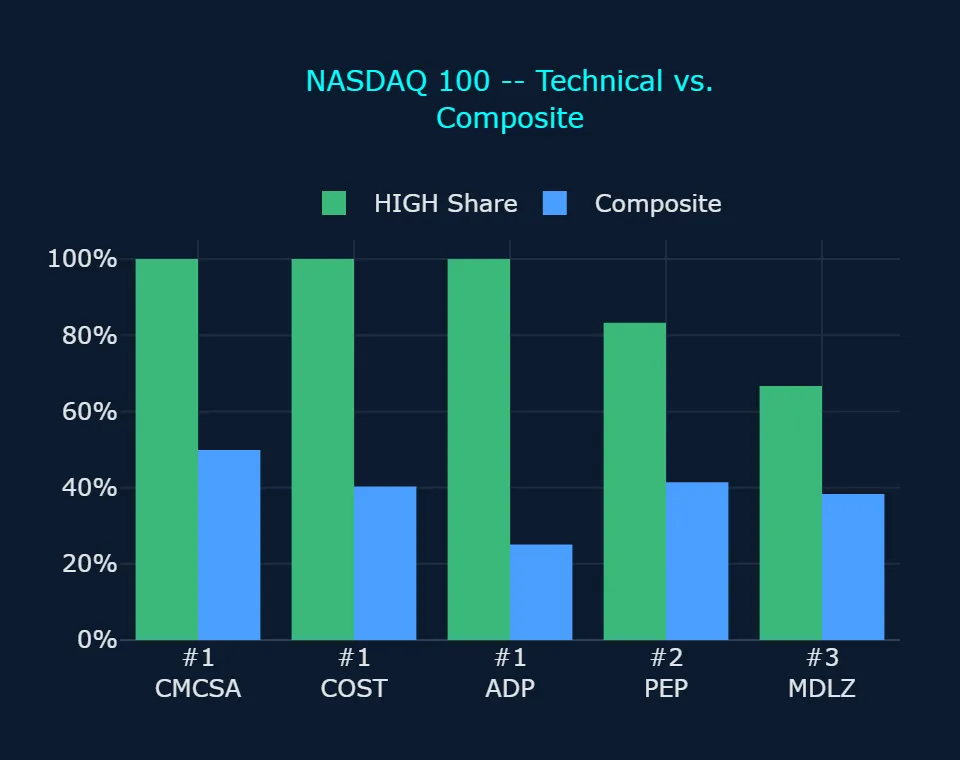 NASDAQ 100 -- Technical vs.
Composite
HIGH Share
Composite
100%
80%
60%
40%
20%
0%
#1
CMCSA
#1
COST
#1
ADP
#2
PEP
#3
MDLZ